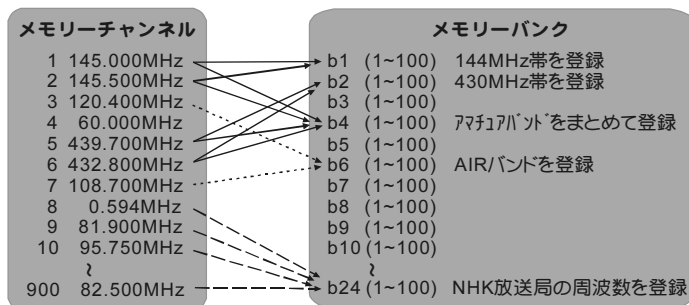 メモリーチャンネル
1 145.000MHz
2 145.500MHz
3 120.400MHz
4 60.000MHz
5 439.700MHz
6 432.800MHz
7 108.700MHz
8 0.594MHz
9 81.900MHz
10 95.750MHz
~
900 82.500MHz
メモリーバンク
b1 (1~100) 144MHz帯を登録
b2 (1~100) 430MHz帯を登録
b3 (1~100)
b4 (1~100) ｱﾏﾁｭｱﾊﾞﾝﾄﾞをまとめて登録
b5 (1~100)
b6 (1~100) AIRバンドを登録
b7 (1~100)
b8 (1~100)
b9 (1~100)
b10 (1~100)
~
b24 (1~100) NHK放送局の周波数を登録